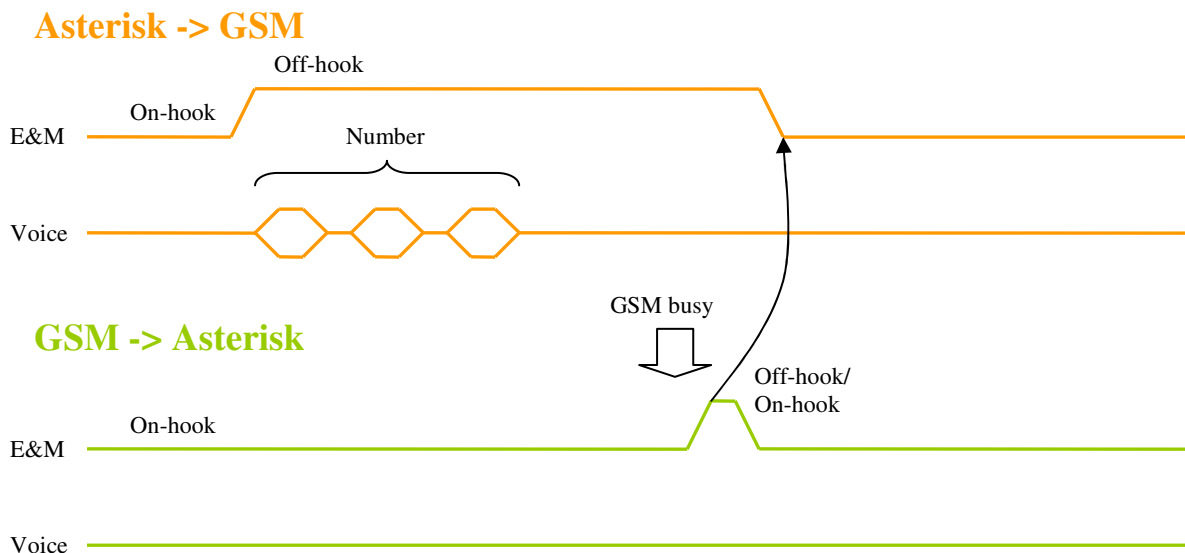 Asterisk -> GSM
Off-hook
On-hook
E&M
Number
Voice
GSM busy
GSM -> Asterisk
Off-hook/
On-hook
On-hook
E&M
Voice